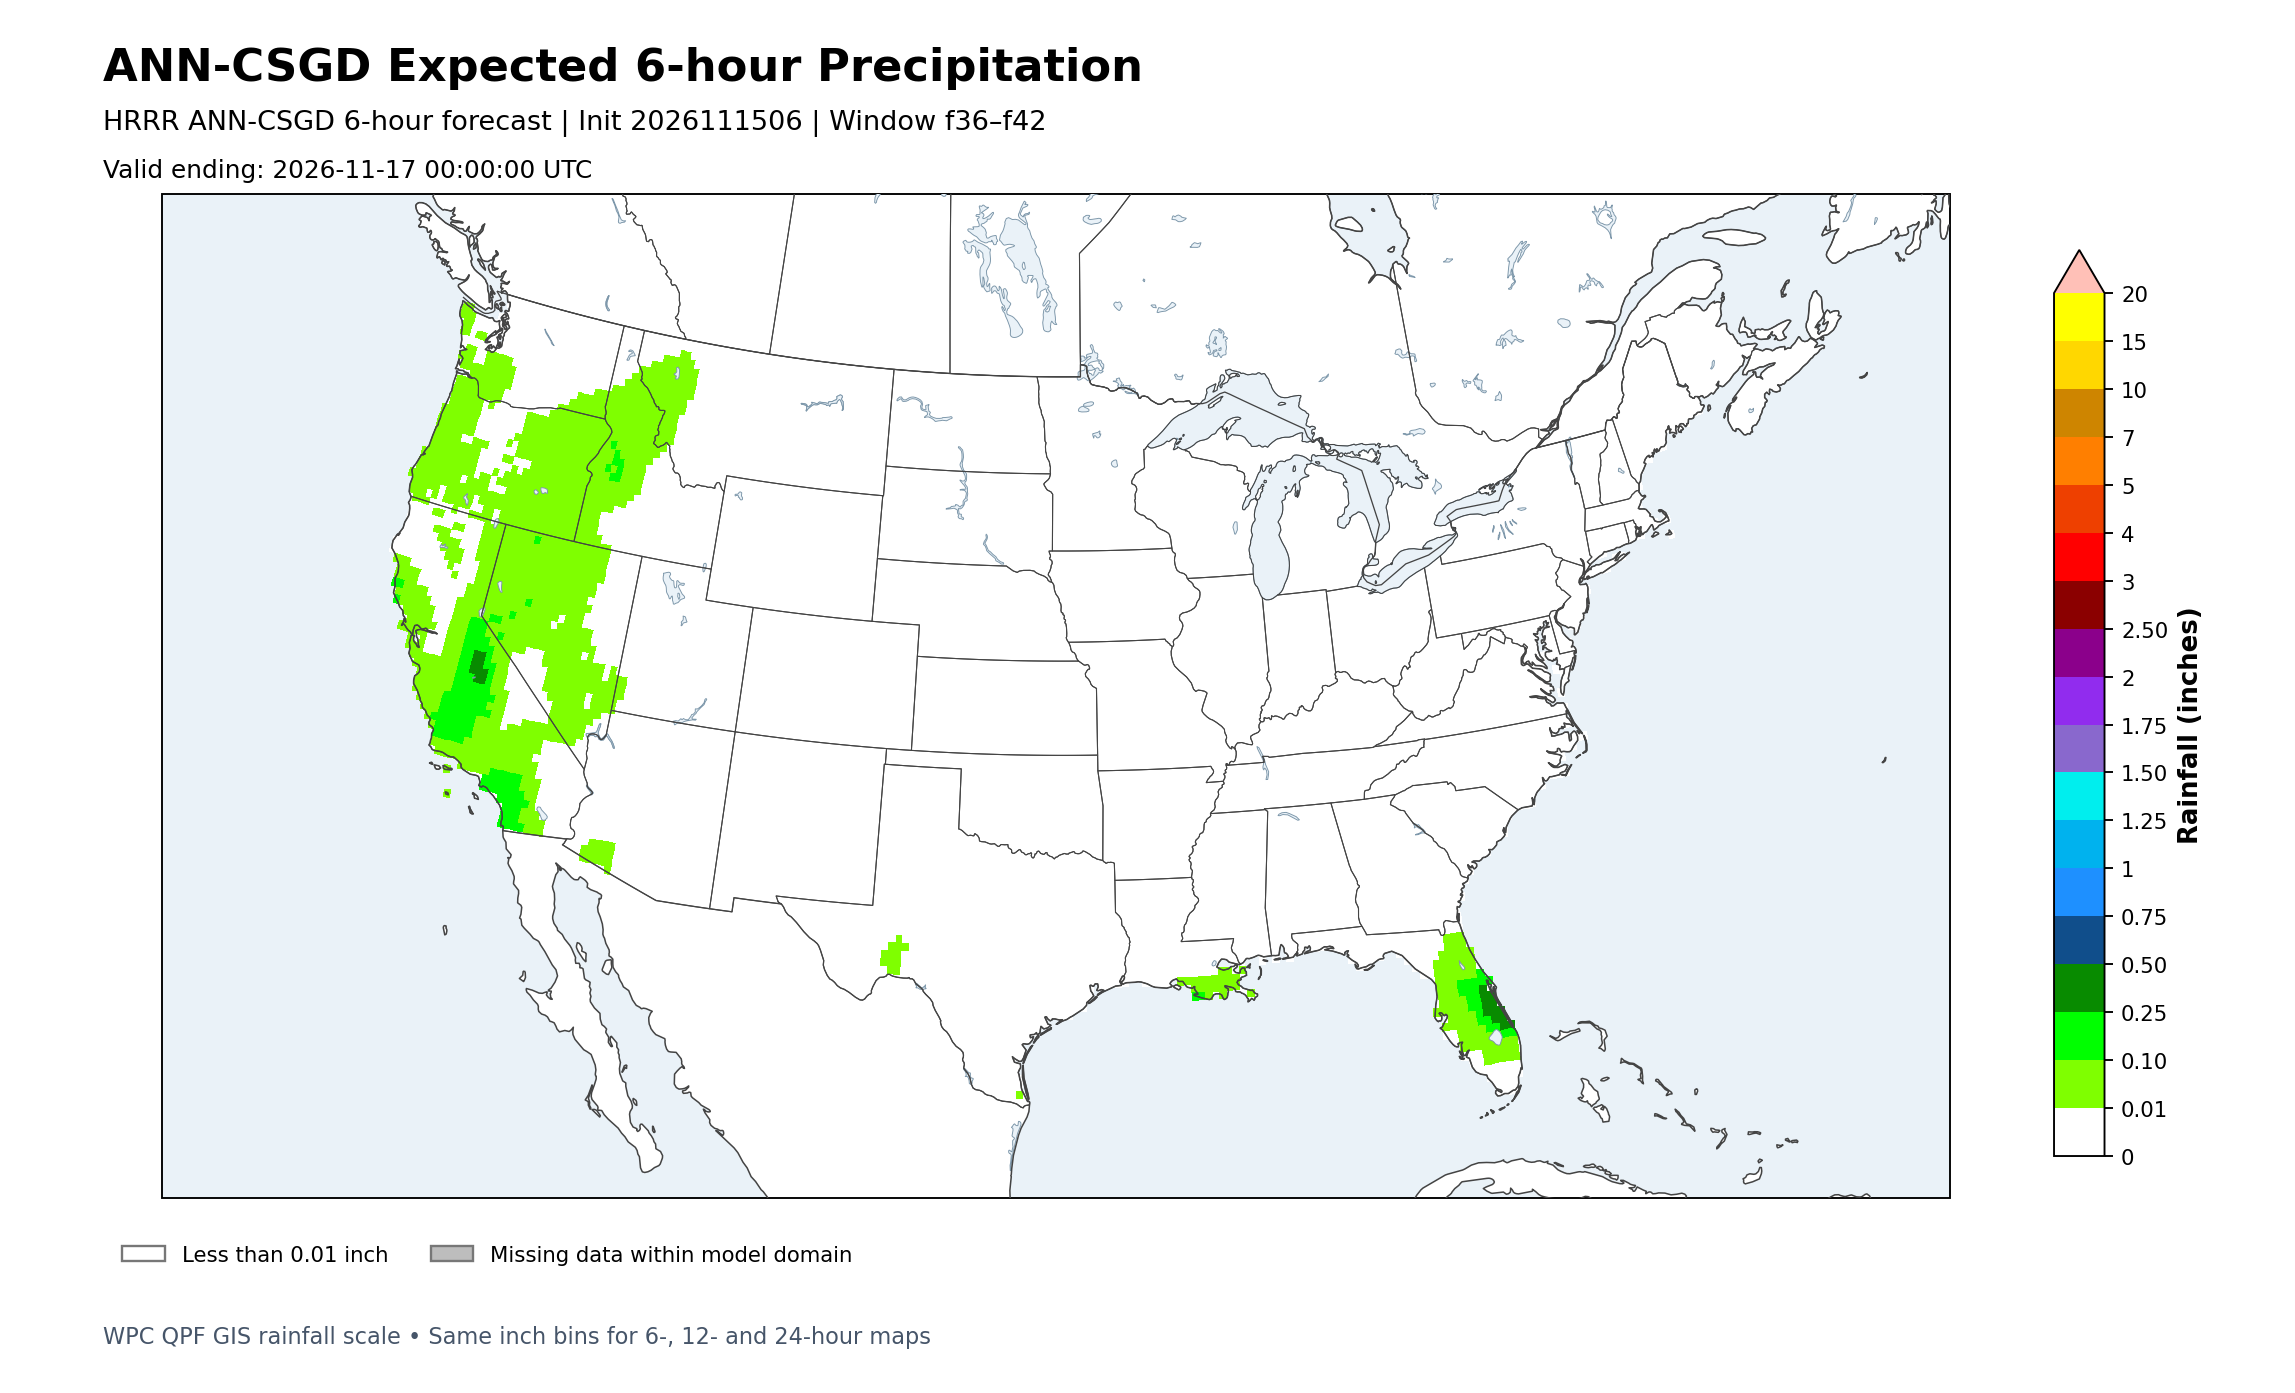 ANN-CSGD Expected 6-hour Precipitation
HRRR ANN-CSGD 6-hour forecast | Init 2026111506 | Window f36–f42
Valid ending: 2026-11-17 00:00:00 UTC
20
15
10
7
5
4
3
2.50
2
1.75
1.50
1.25
1
0.75
0.50
0.25
0.10
0.01
0
Rainfall (inches)
Less than 0.01 inch
Missing data within model domain
WPC QPF GIS rainfall scale • Same inch bins for 6-, 12- and 24-hour maps